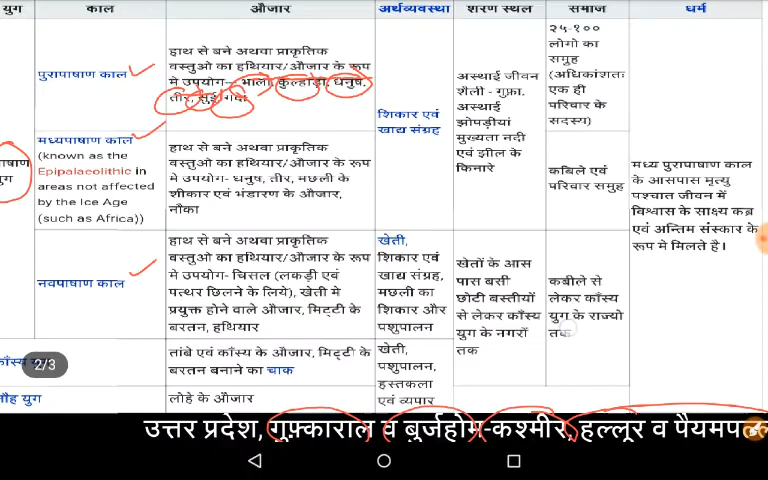 युग काल औजार अर्थव्यवस्था शरण स्थल समाज धर्म
पुरापाषाण काल
हाथ से बने अथवा प्राकृतिक
वस्तुओ का हथियार/औजार के रूप
मे उपयोग– भाला, कुल्हाड़ी, धनुष,
तीर, सुई, गदा
शिकार एवं
खाद्य संग्रह
अस्थाई जीवन
शैली - गुफ़ा,
अस्थाई
झोपड़ीयां
मुख्यता नदी
एवं झील के
किनारे
२५-१००
लोगो का
समूह
(अधिकांशतः
एक ही
परिवार के
सदस्य)
मध्यपाषाण काल
(known as the
Epipalaeolithic in
areas not affected
by the Ice Age
(such as Africa))
हाथ से बने अथवा प्राकृतिक
वस्तुओ का हथियार/औजार के रूप
मे उपयोग- धनुष, तीर, मछली के
शीकार एवं भंडारण के औजार,
नौका
कबिले एवं
परिवार समुह
मध्य पुरापाषाण काल
के आसपास मृत्यु
पश्चात जीवन में
विश्वास के साक्ष्य कब्र
एवं अन्तिम संस्कार के
रूप मे मिलते है।
पाषाण
युग
नवपाषाण काल
हाथ से बने अथवा प्राकृतिक
वस्तुओ का हथियार/औजार के रूप
मे उपयोग- चिसल (लकड़ी एवं
पत्थर छिलने के लिये), खेती मे
प्रयुक्त होने वाले औजार, मिट्टी के
बरतन, हथियार
खेती,
शिकार एवं
खाद्य संग्रह,
मछली का
शिकार और
पशुपालन
खेतों के आस
पास बसी
छोटी बस्तीयों
से लेकर काँस्य
युग के नगरों
तक
कबीले से
लेकर काँस्य
युग के राज्यो
तक
काँस्य युग
2/3
तांबे एवं काँस्य के औजार, मिट्टी के
बरतन बनाने का चाक
खेती,
पशुपालन,
हस्तकला
एवं व्यपार
लौह युग
लोहे के औजार
उत्तर प्रदेश, गुफ़्काराल व बुर्जहोम-कश्मीर, हल्लूर व पैयमपल्ल